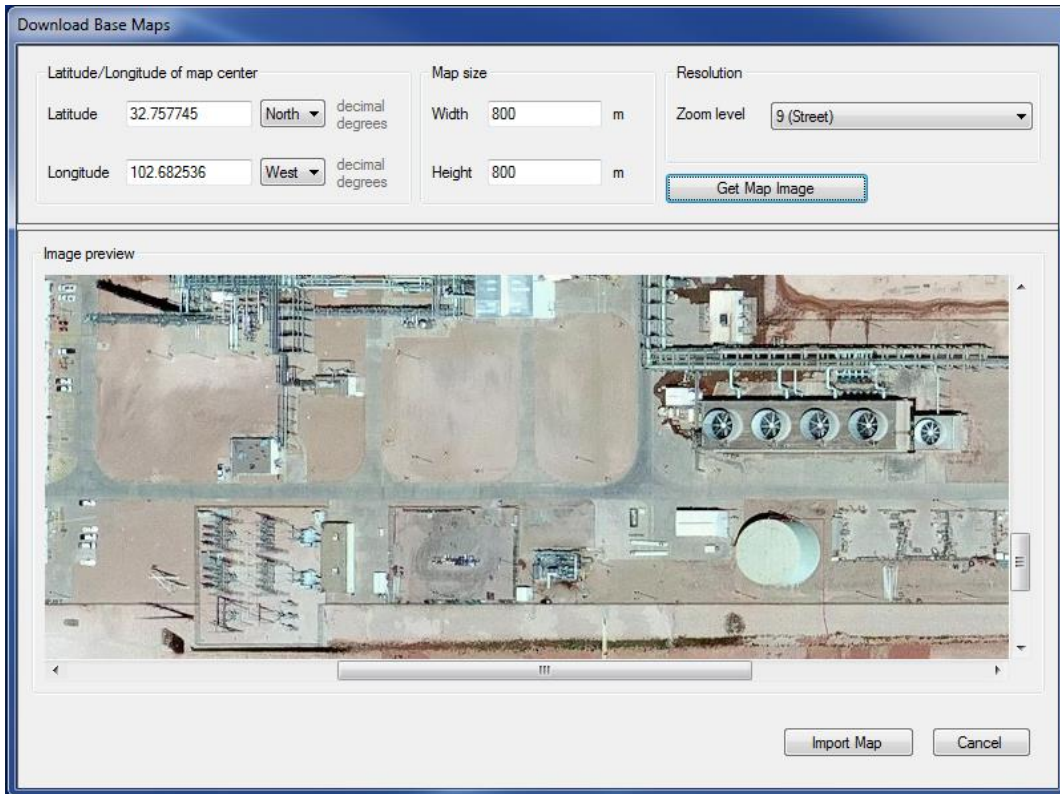 Download Base Maps
Latitude/Longitude of map center
Latitude 32.757745 North decimal degrees
Longitude 102.682536 West decimal degrees
Map size
Width 800 m
Height 800 m
Resolution
Zoom level 9 (Street)
Get Map Image
Image preview
Import Map Cancel